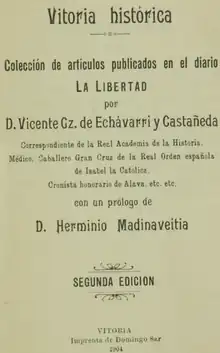 Vitoria histórica
Colección de artículos publicados en el diario
LA LIBERTAD
por
D. Vicente Gz. de Echávarri y Castañeda
Correspondiente de la Real Academia de la Historia.
Médico. Caballero Gran Cruz de la Real Orden española
de Isabel la Católica.
Cronista honorario de Alava. etc. etc.
con un prólogo de
D. Herminio Madinaveitia
SEGUNDA EDICION
VITORIA
Imprenta de Domingo Sar
1904